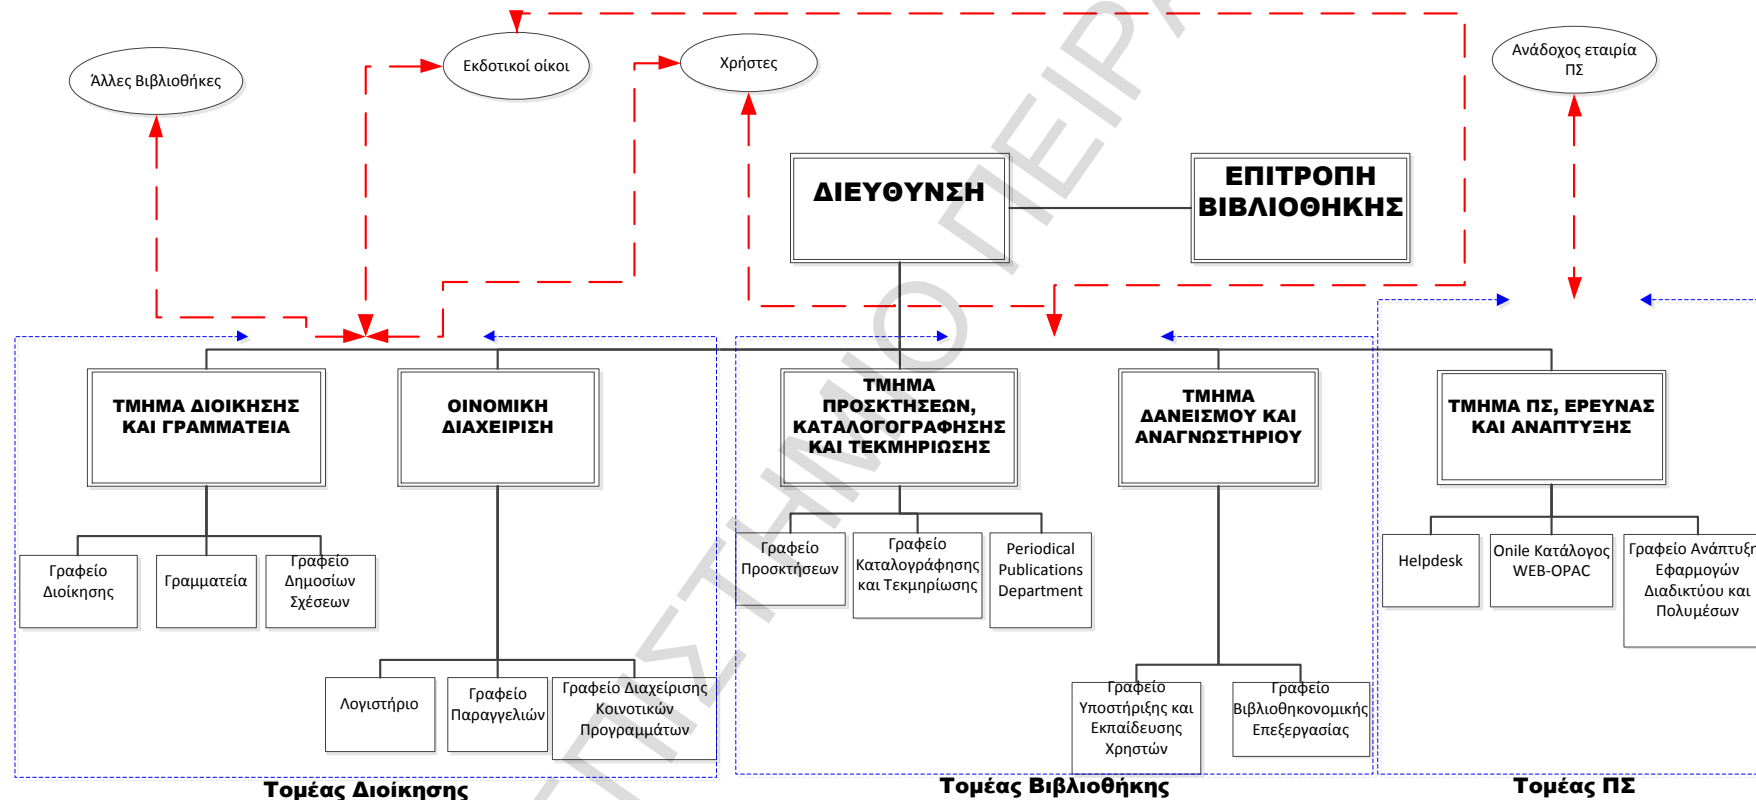 Άλλες Βιβλιοθήκες
Εκδοτικοί οίκοι
Χρήστες
Ανάδοχος εταιρία
ΠΣ
ΔΙΕΥΘΥΝΣΗ
ΕΠΙΤΡΟΠΗ
ΒΙΒΛΙΟΘΗΚΗΣ
ΤΜΗΜΑ ΔΙΟΙΚΗΣΗΣ
ΚΑΙ ΓΡΑΜΜΑΤΕΙΑ
ΟΙΝΟΜΙΚΗ
ΔΙΑΧΕΙΡΙΣΗ
ΤΜΗΜΑ
ΠΡΟΣΚΤΗΣΕΩΝ,
ΚΑΤΑΛΟΓΟΓΡΑΦΗΣΗΣ
ΚΑΙ ΤΕΚΜΗΡΙΩΣΗΣ
ΤΜΗΜΑ
ΔΑΝΕΙΣΜΟΥ ΚΑΙ
ΑΝΑΓΝΩΣΤΗΡΙΟΥ
ΤΜΗΜΑ ΠΣ, ΕΡΕΥΝΑΣ
ΚΑΙ ΑΝΑΠΤΥΞΗΣ
Γραφείο
Διοίκησης
Γραμματεία
Γραφείο
Δημοσίων
Σχέσεων
Γραφείο
Προσκτήσεων
Γραφείο
Καταλογράφησης
και Τεκμηρίωσης
Periodical
Publications
Department
Helpdesk
Onile Κατάλογος
WEB-OPAC
Γραφείο Ανάπτυξη
Εφαρμογών
Διαδικτύου και
Πολυμέσων
Λογιστήριο
Γραφείο
Παραγγελιών
Γραφείο Διαχείρισης
Κοινοτικών
Προγραμμάτων
Γραφείο
Υποστήριξης και
Εκπαίδευσης
Χρηστών
Γραφείο
Βιβλιοθηκονομικής
Επεξεργασίας
Τομέας Διοίκησης
Τομέας Βιβλιοθήκης
Τομέας ΠΣ